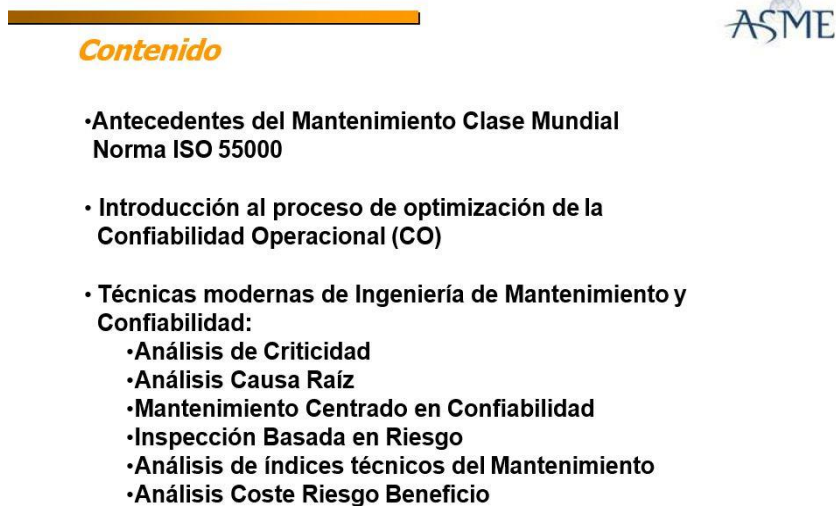 ASME
Contenido
•Antecedentes del Mantenimiento Clase Mundial
Norma ISO 55000
• Introducción al proceso de optimización de la
Confiabilidad Operacional (CO)
• Técnicas modernas de Ingeniería de Mantenimiento y
Confiabilidad:
•Análisis de Criticidad
•Análisis Causa Raíz
•Mantenimiento Centrado en Confiabilidad
•Inspección Basada en Riesgo
•Análisis de índices técnicos del Mantenimiento
•Análisis Coste Riesgo Beneficio